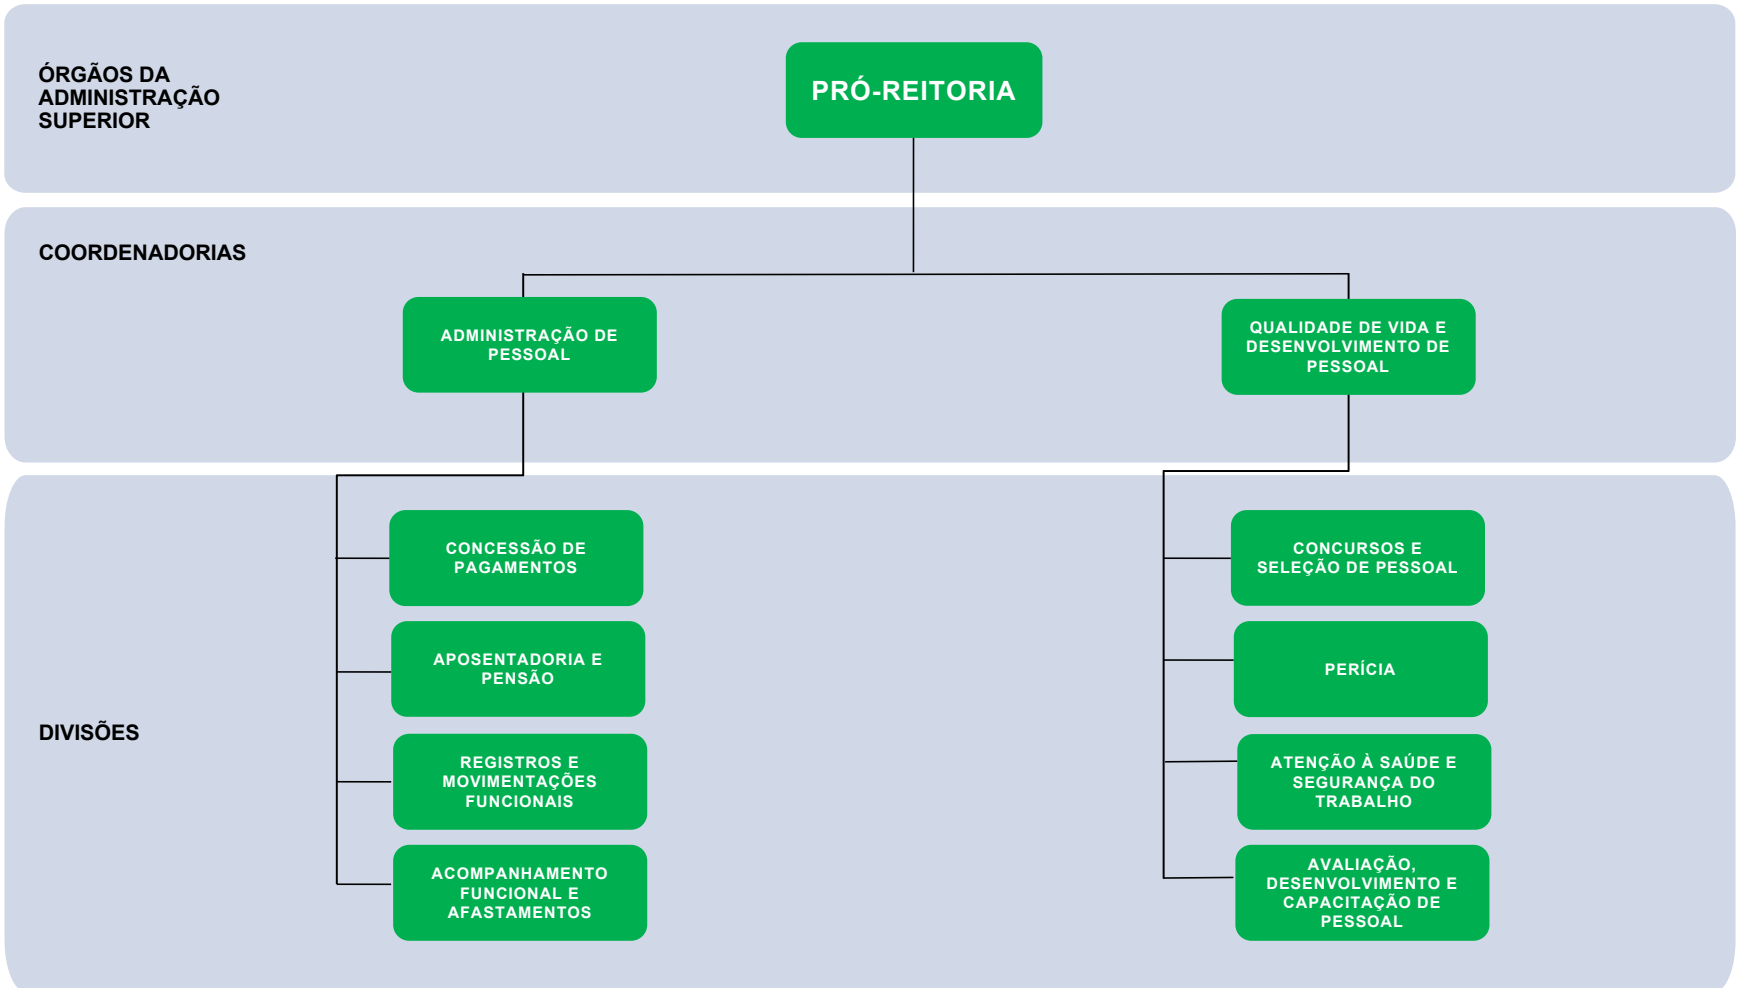 ÓRGÃOS DA
ADMINISTRAÇÃO
SUPERIOR
PRÓ-REITORIA
COORDENADORIAS
ADMINISTRAÇÃO DE
PESSOAL
QUALIDADE DE VIDA E
DESENVOLVIMENTO DE
PESSOAL
DIVISÕES
CONCESSÃO DE
PAGAMENTOS
APOSENTADORIA E
PENSÃO
REGISTROS E
MOVIMENTAÇÕES
FUNCIONAIS
ACOMPANHAMENTO
FUNCIONAL E
AFASTAMENTOS
CONCURSOS E
SELEÇÃO DE PESSOAL
PERÍCIA
ATENÇÃO À SAÚDE E
SEGURANÇA DO
TRABALHO
AVALIAÇÃO,
DESENVOLVIMENTO E
CAPACITAÇÃO DE
PESSOAL